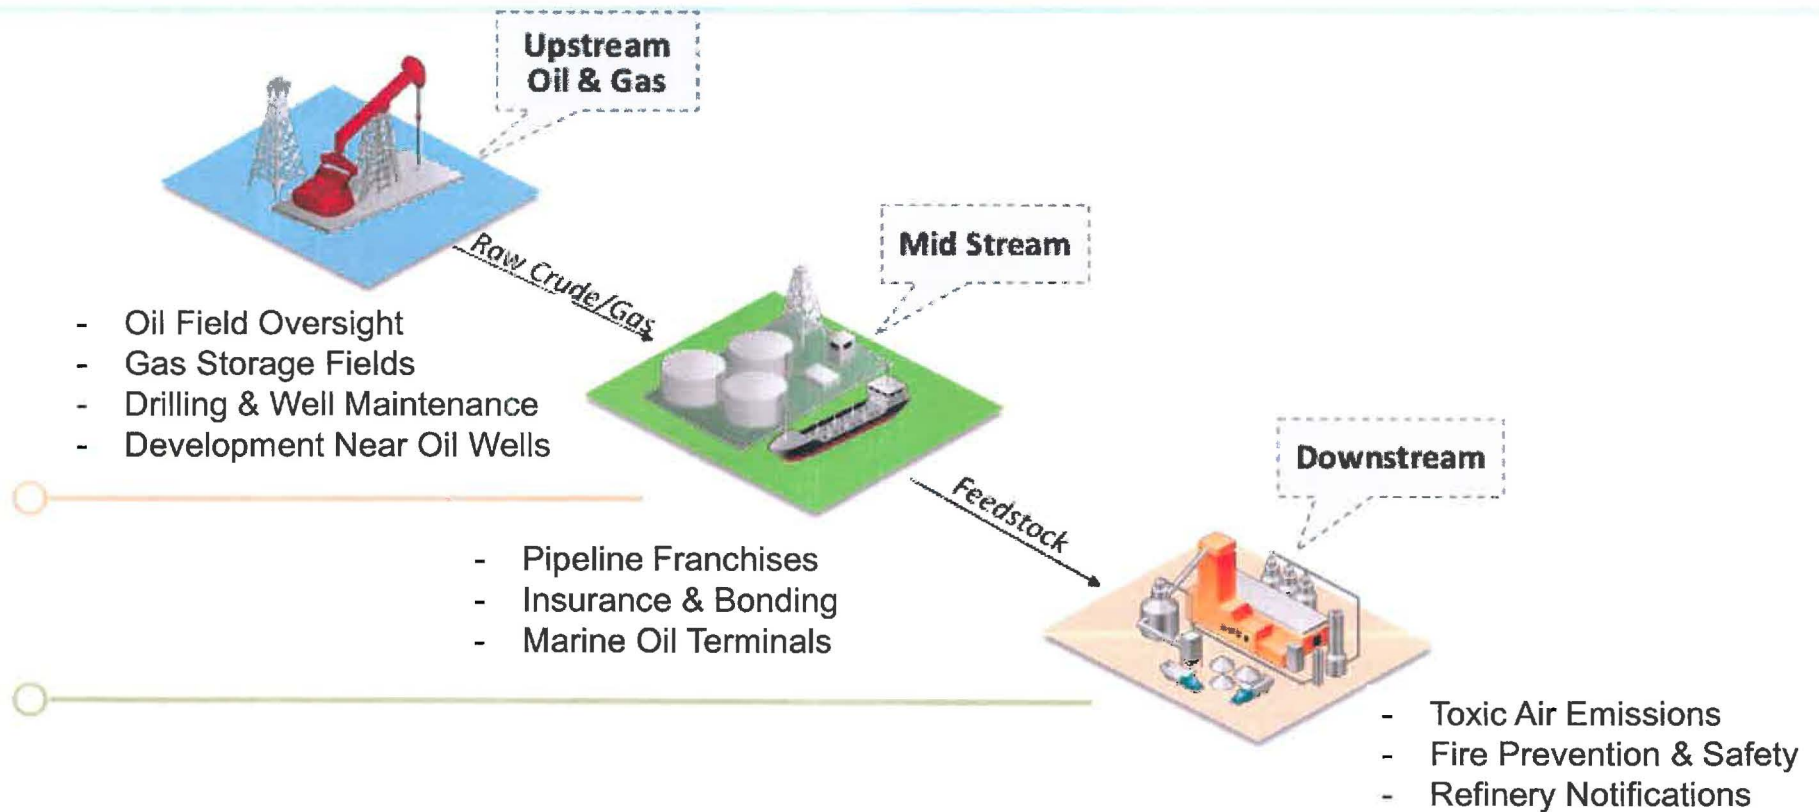 Upstream
Oil & Gas
Raw Crude/Gas
Mid Stream
- Oil Field Oversight
- Gas Storage Fields
- Drilling & Well Maintenance
- Development Near Oil Wells
Feedstock
Downstream
- Pipeline Franchises
- Insurance & Bonding
- Marine Oil Terminals
- Toxic Air Emissions
- Fire Prevention & Safety
- Refinery Notifications